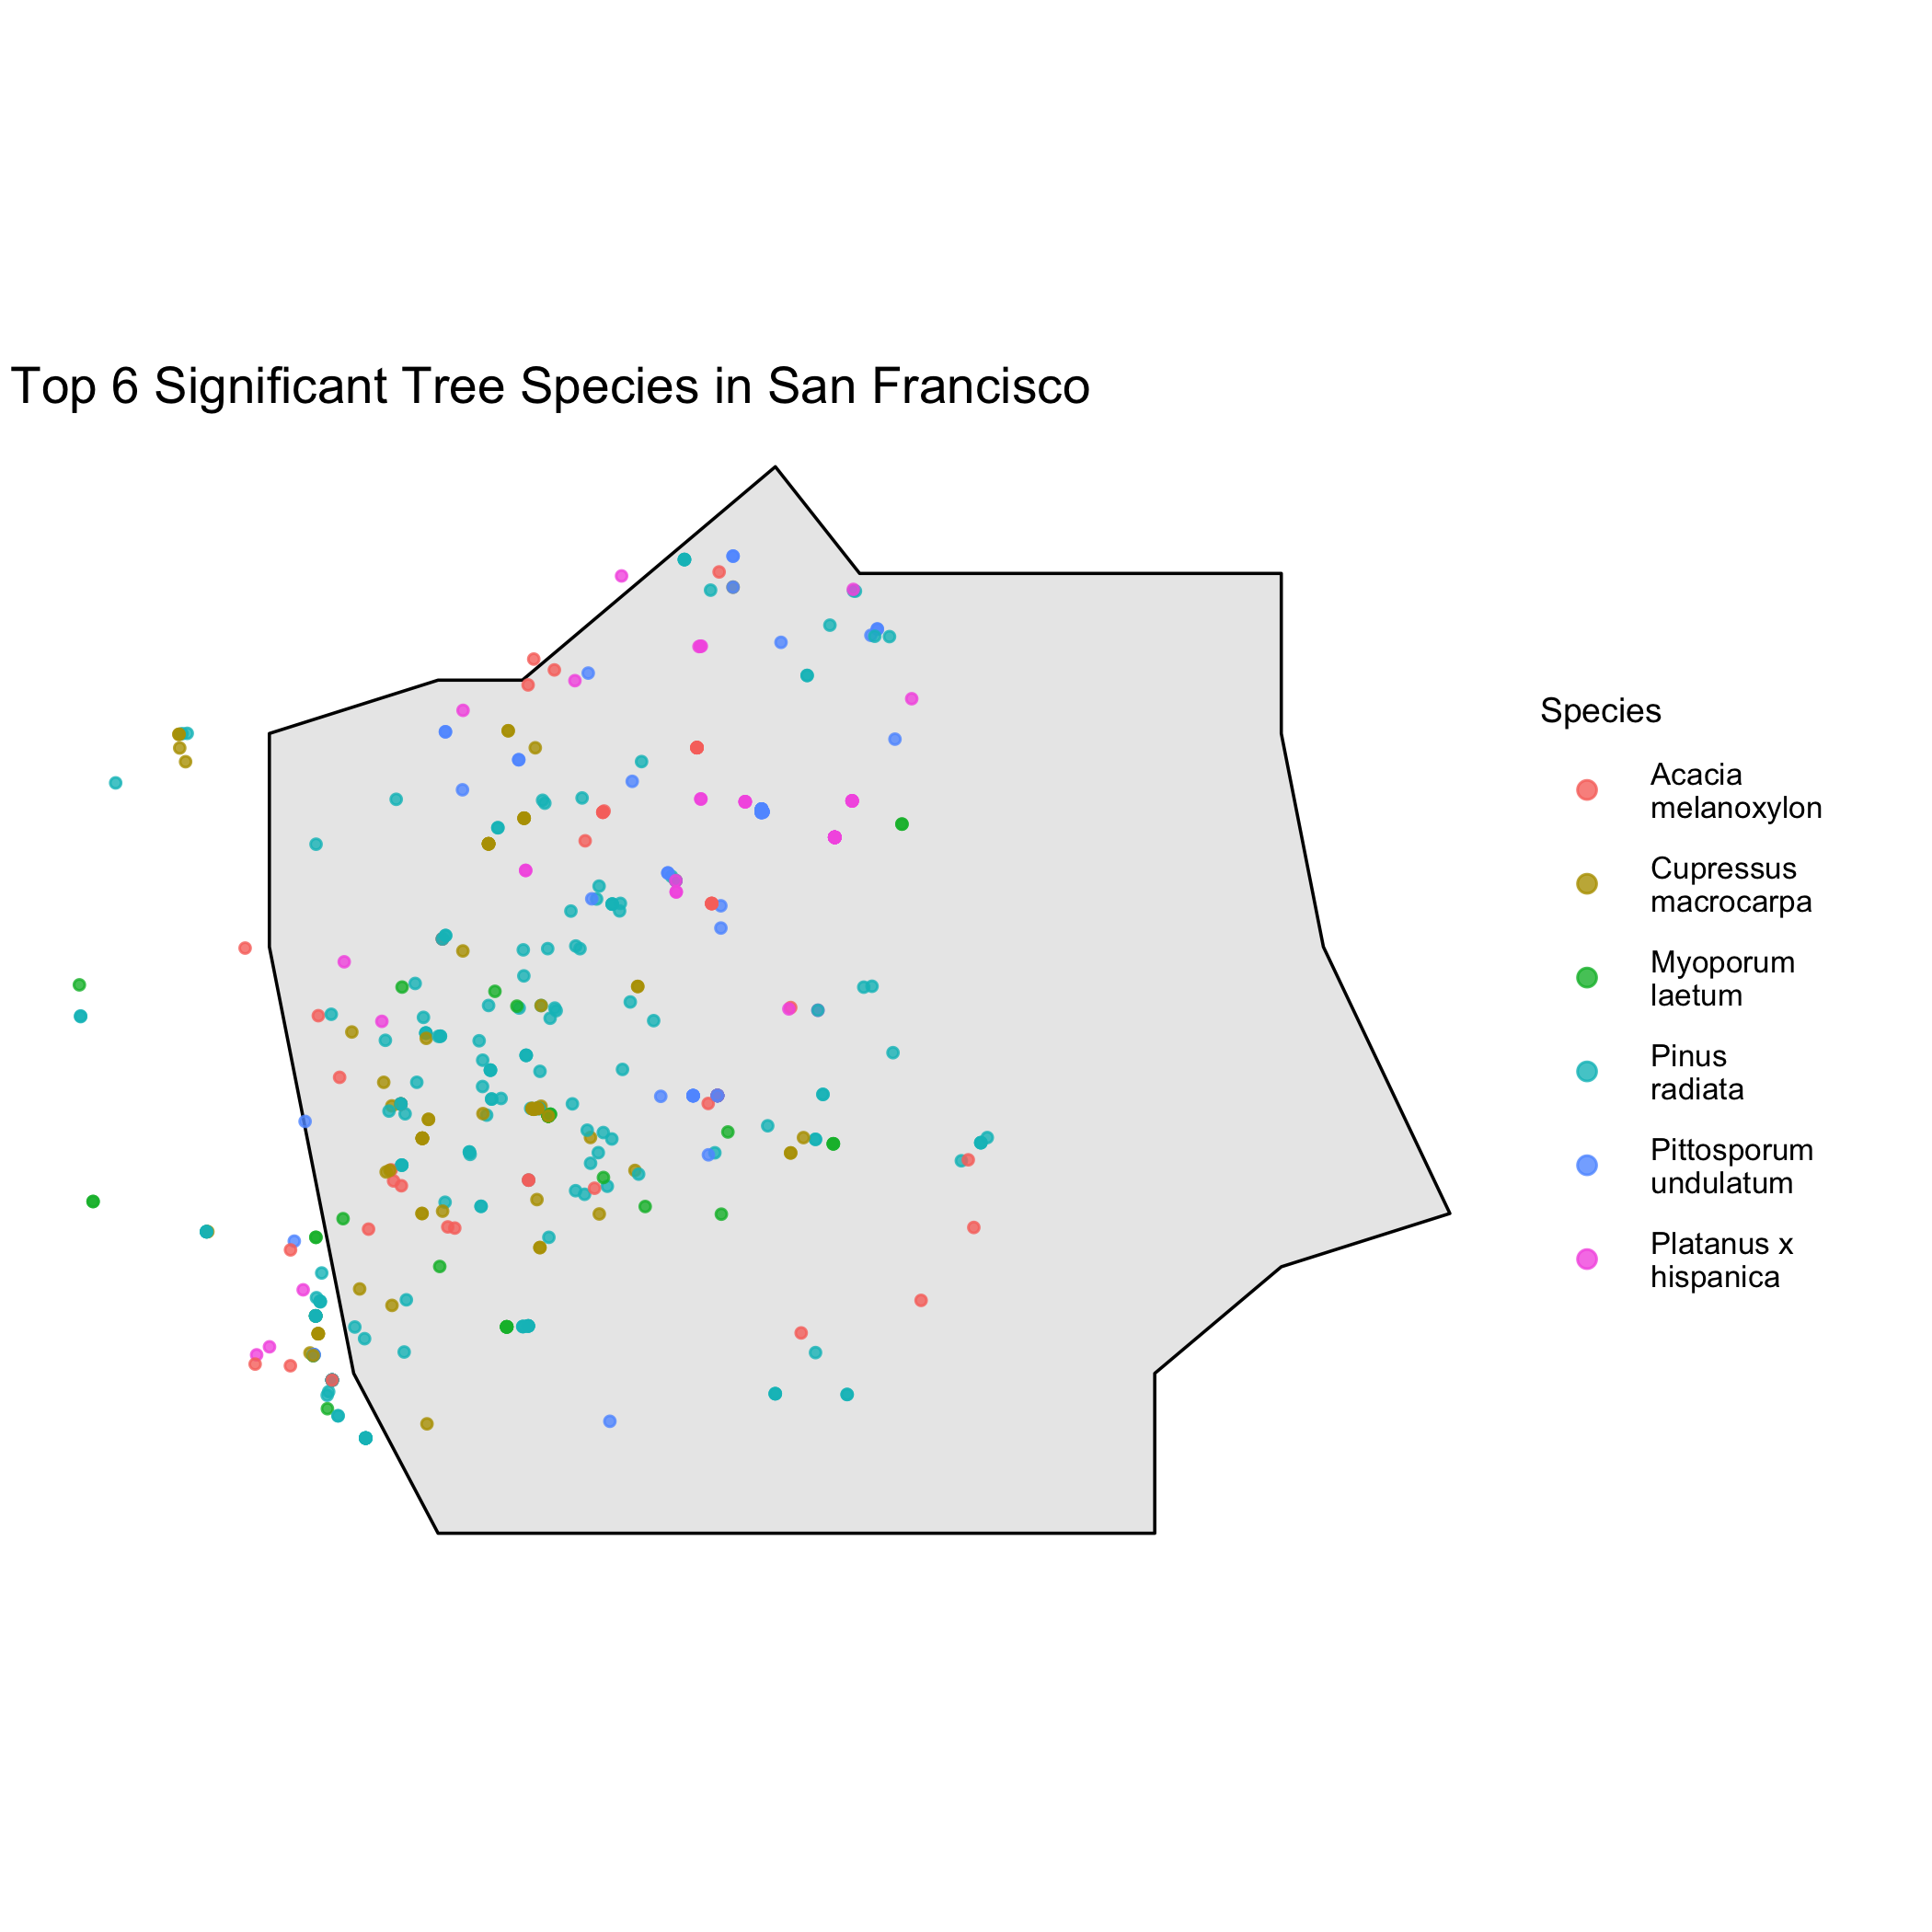 Top 6 Significant Tree Species in San Francisco
Species
Acacia
melanoxylon
Cupressus
macrocarpa
Myoporum
laetum
Pinus
radiata
Pittosporum
undulatum
Platanus x
hispanica